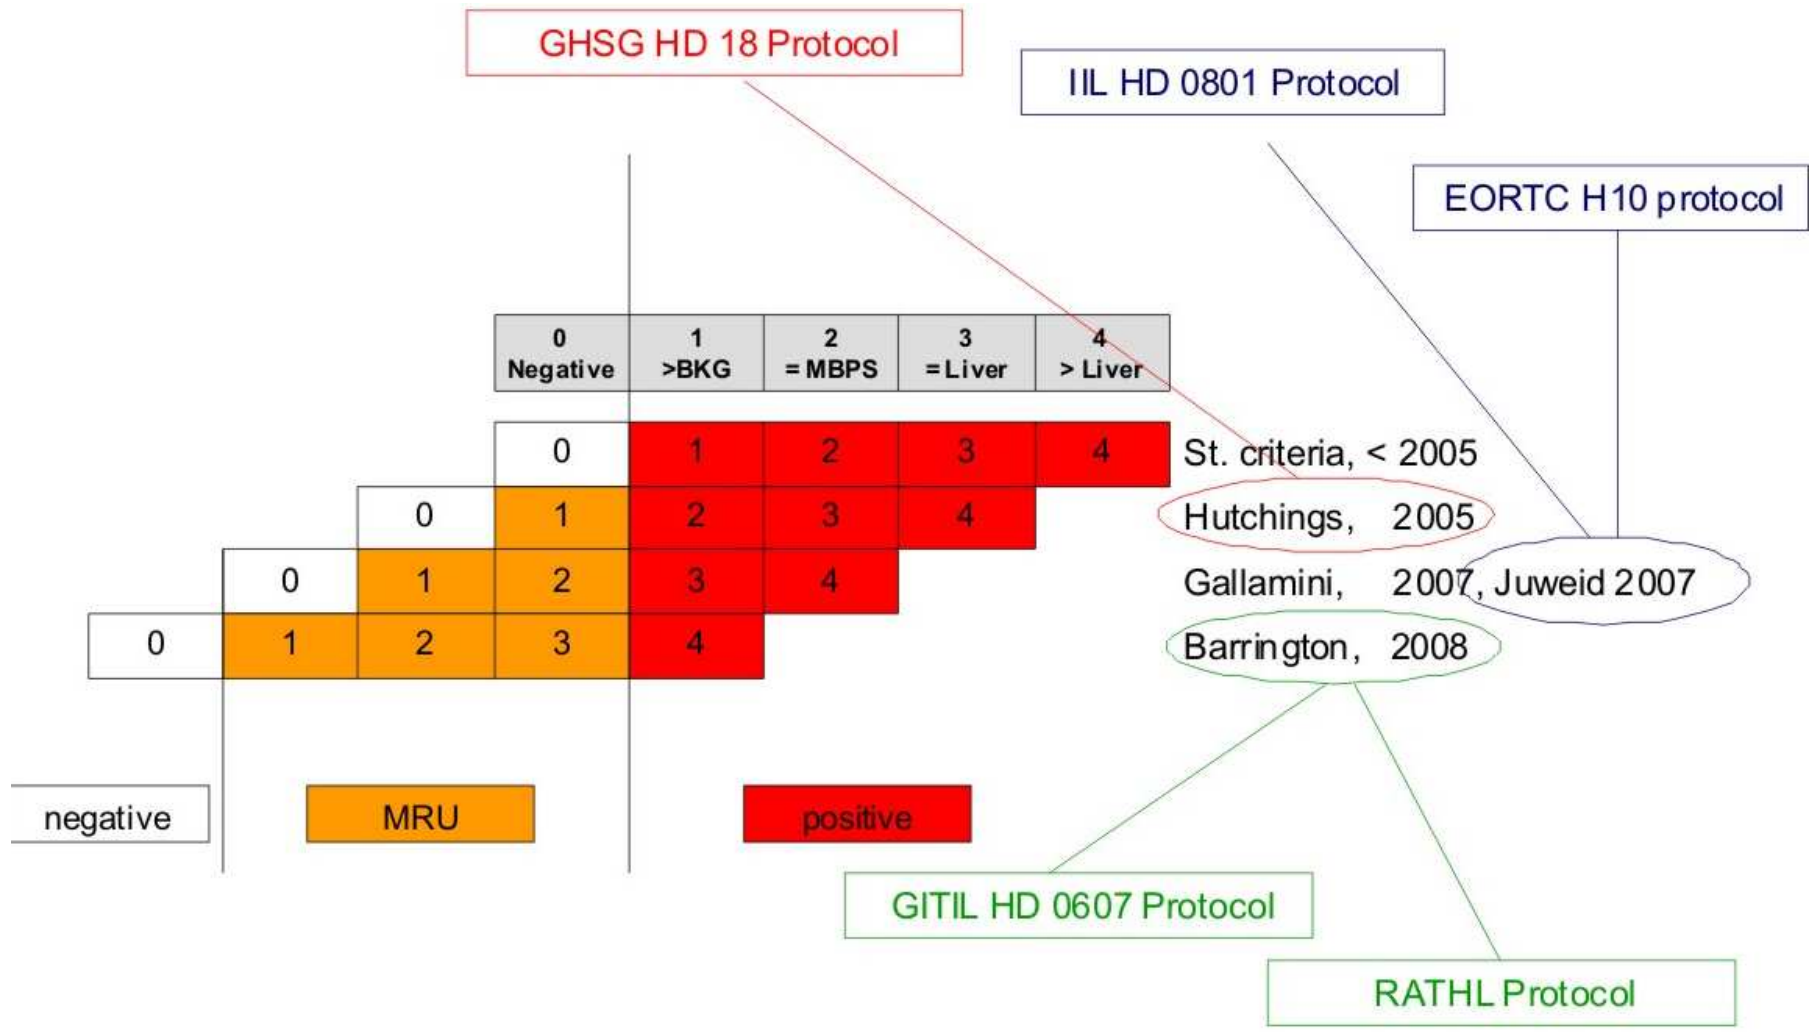 GHSG HD 18 Protocol
IIL HD 0801 Protocol
EORTC H10 protocol
0 1 2 3 4
Negative >BKG = MBPS = Liver > Liver
0 1 2 3 4 St. criteria, < 2005
0 1 2 3 4 Hutchings, 2005
0 1 2 3 4 Gallamini, 2007, Juweid 2007
0 1 2 3 4 Barrington, 2008
negative MRU positive
GITIL HD 0607 Protocol
RATHL Protocol